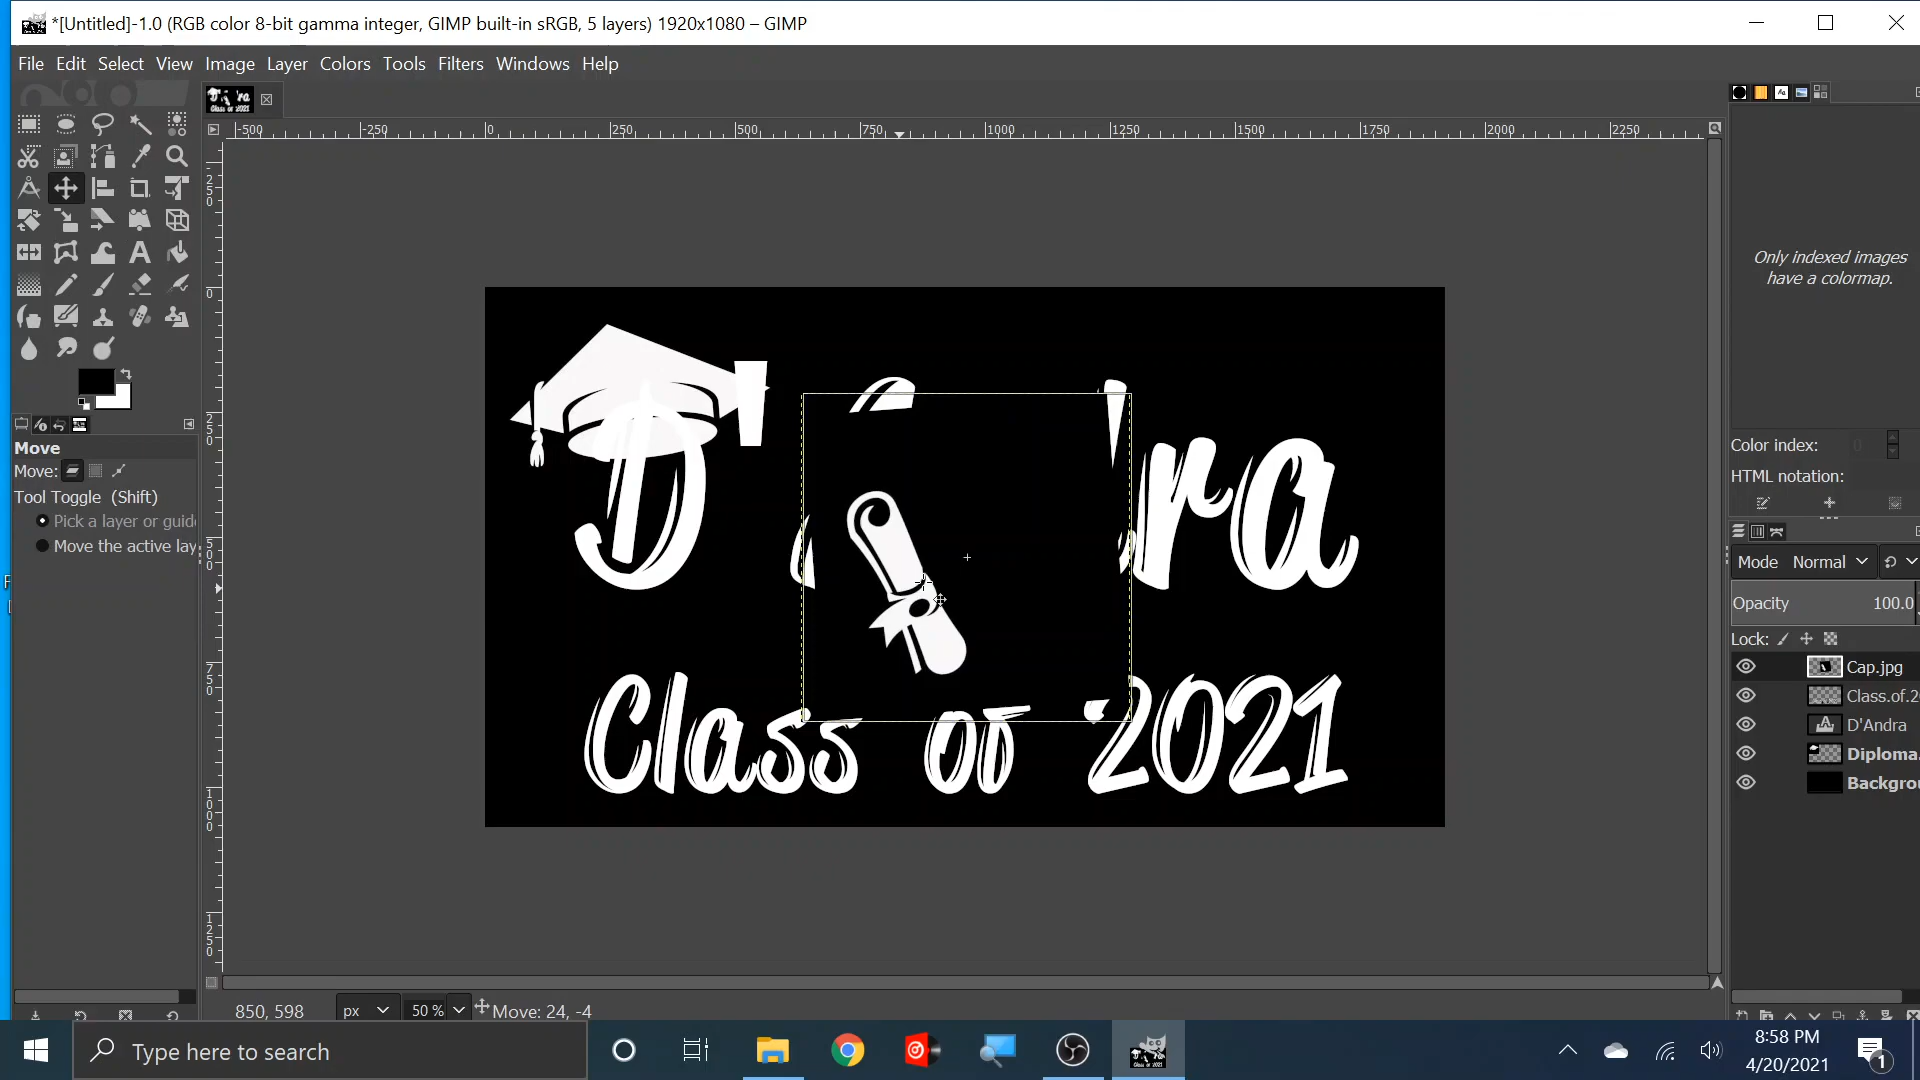 *[Untitled]-1.0 (RGB color 8-bit gamma integer, GIMP built-in sRGB, 5 layers) 1920x1080 – GIMP
File Edit Select View Image Layer Colors Tools Filters Windows Help
-500 -250 0 250 500 750 1000 1250 1500 1750 2000 2250
Only indexed images
have a colormap.
Move
Move:
Tool Toggle (Shift)
Pick a layer or guid
Move the active lay
Color index: 0
HTML notation:
Mode Normal
Opacity 100.0
Lock:
Cap.jpg
Class.of.2
D'Andra
Diploma.
Backgrou
D ra
Class of 2021
850, 598 px 50 % Move: 24, -4
Type here to search
8:58 PM
4/20/2021
1